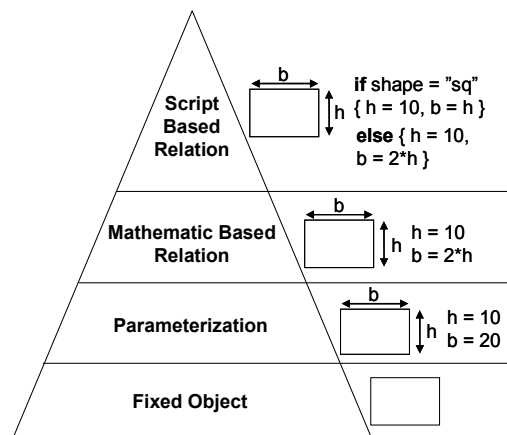 b
if shape = ”sq”
Script
Based
Relation
h
{ h = 10, b = h }
else { h = 10,
b = 2*h }
b
Mathematic Based
Relation
h
h = 10
b = 2*h
b
Parameterization
h
h = 10
b = 20
Fixed Object